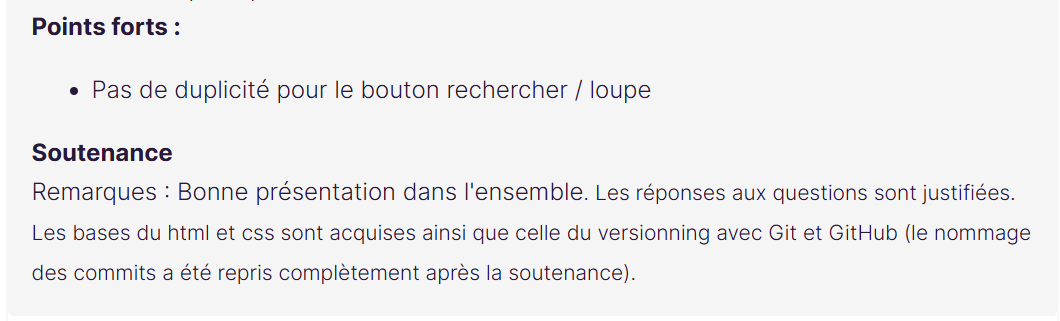 Points forts :
• Pas de duplicité pour le bouton rechercher / loupe
Soutenance
Remarques : Bonne présentation dans l'ensemble. Les réponses aux questions sont justifiées.
Les bases du html et css sont acquises ainsi que celle du versionning avec Git et GitHub (le nommage
des commits a été repris complètement après la soutenance).